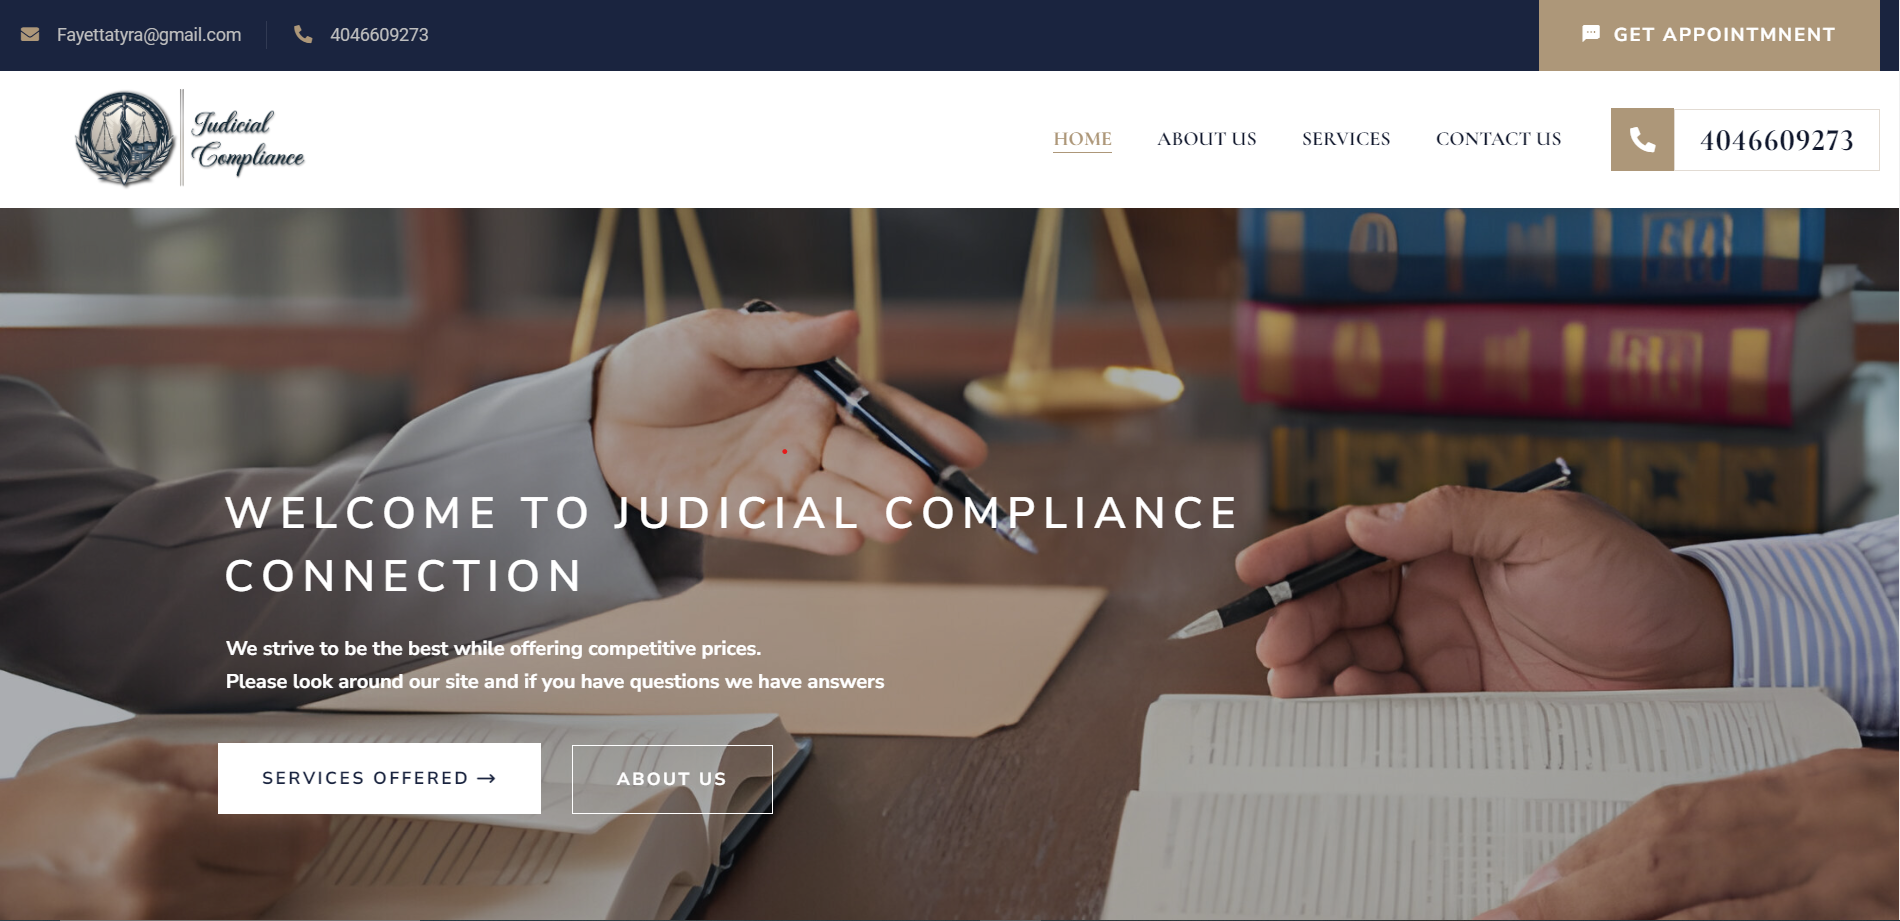 Fayettatyra@gmail.com
4046609273
GET APPOINTMNENT
Judicial
Compliance
HOME
ABOUT US
SERVICES
CONTACT US
4046609273
WELCOME TO JUDICIAL COMPLIANCE
CONNECTION
We strive to be the best while offering competitive prices.
Please look around our site and if you have questions we have answers
SERVICES OFFERED →
ABOUT US